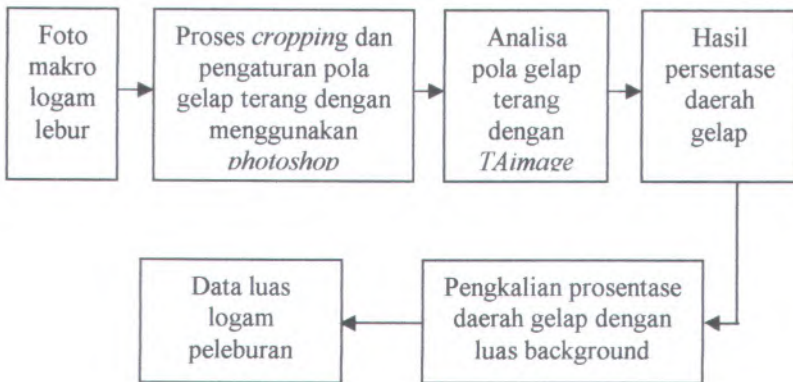 Foto
makro
logam
lebur
Proses cropping dan
pengaturan pola
gelap terang dengan
menggunakan
photoshop
Analisa
pola gelap
terang
dengan
TAimage
Hasil
persentase
daerah
gelap
Pengkalian prosentase
daerah gelap dengan
luas background
Data luas
logam
peleburan